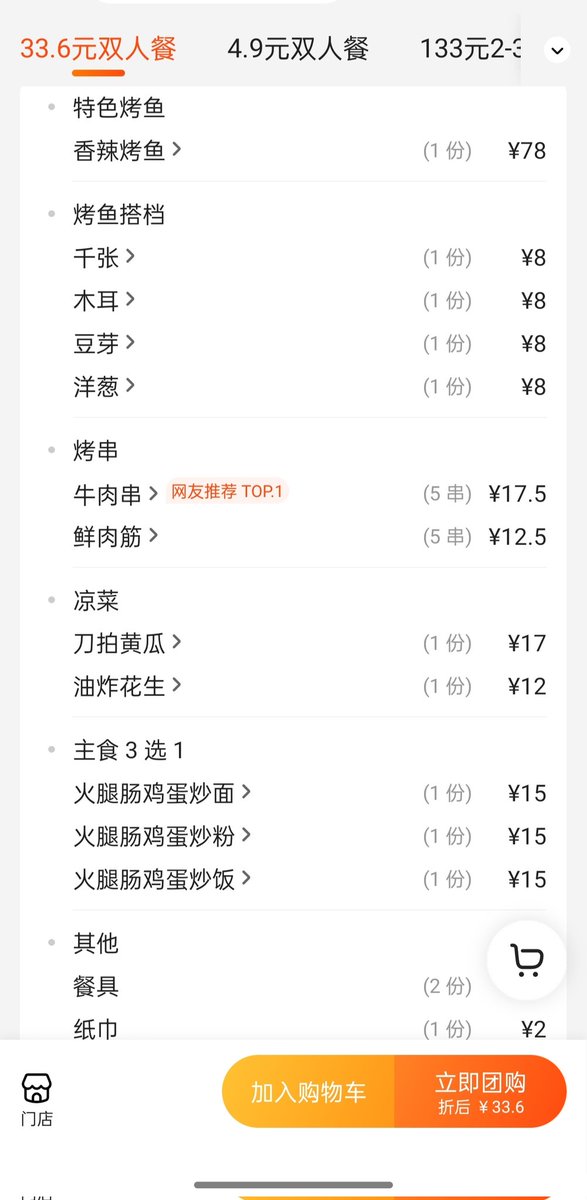 33.6元双人餐 4.9元双人餐 133元2-3
特色烤鱼
香辣烤鱼 (1 份) ¥78
烤鱼搭档
千张 (1 份) ¥8
木耳 (1 份) ¥8
豆芽 (1 份) ¥8
洋葱 (1 份) ¥8
烤串
牛肉串 网友推荐 TOP.1 (5 串) ¥17.5
鲜肉筋 (5 串) ¥12.5
凉菜
刀拍黄瓜 (1 份) ¥17
油炸花生 (1 份) ¥12
主食 3 选 1
火腿肠鸡蛋炒面 (1 份) ¥15
火腿肠鸡蛋炒粉 (1 份) ¥15
火腿肠鸡蛋炒饭 (1 份) ¥15
其他
餐具 (2 份)
纸巾 (1 份) ¥2
门店
加入购物车
立即团购
折后 ¥33.6